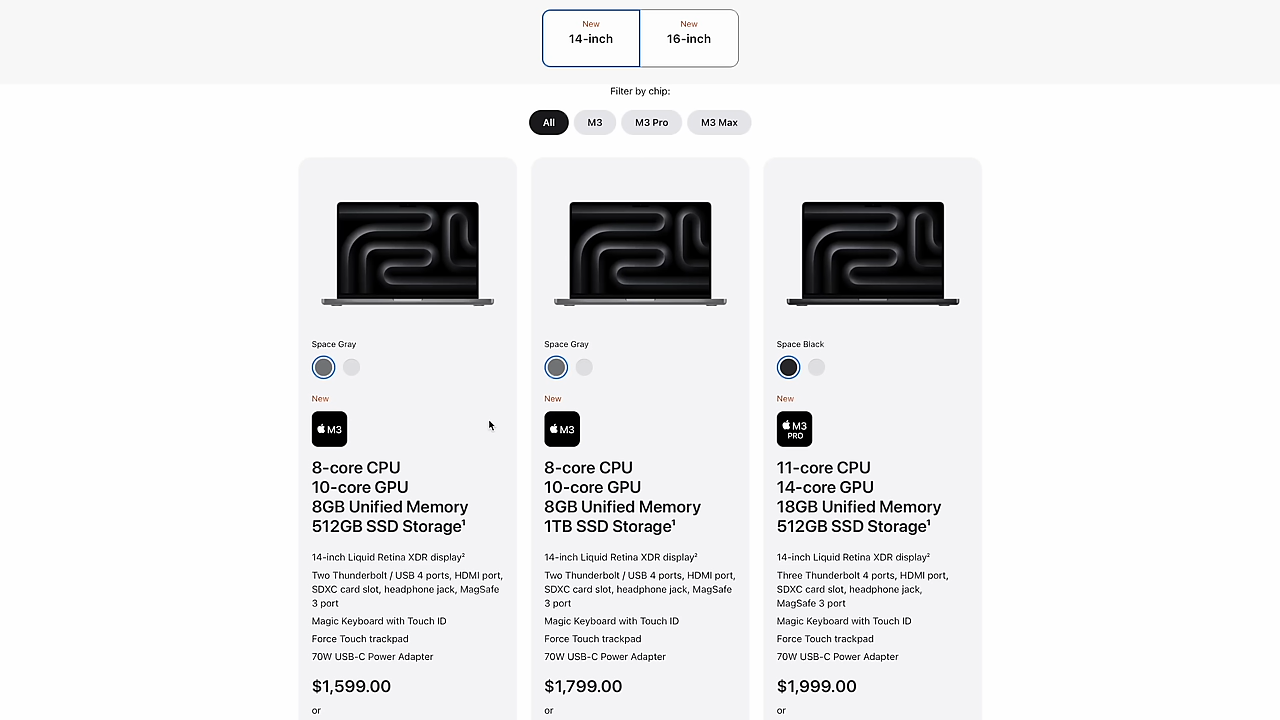 New
14-inch
New
16-inch
Filter by chip:
All
M3
M3 Pro
M3 Max
Space Gray
New
M3
8-core CPU
10-core GPU
8GB Unified Memory
512GB SSD Storage¹
14-inch Liquid Retina XDR display²
Two Thunderbolt / USB 4 ports, HDMI port,
SDXC card slot, headphone jack, MagSafe
3 port
Magic Keyboard with Touch ID
Force Touch trackpad
70W USB-C Power Adapter
$1,599.00
or
Space Gray
New
M3
8-core CPU
10-core GPU
8GB Unified Memory
1TB SSD Storage¹
14-inch Liquid Retina XDR display²
Two Thunderbolt / USB 4 ports, HDMI port,
SDXC card slot, headphone jack, MagSafe
3 port
Magic Keyboard with Touch ID
Force Touch trackpad
70W USB-C Power Adapter
$1,799.00
or
Space Black
New
M3
PRO
11-core CPU
14-core GPU
18GB Unified Memory
512GB SSD Storage¹
14-inch Liquid Retina XDR display²
Three Thunderbolt 4 ports, HDMI port,
SDXC card slot, headphone jack,
MagSafe 3 port
Magic Keyboard with Touch ID
Force Touch trackpad
70W USB-C Power Adapter
$1,999.00
or